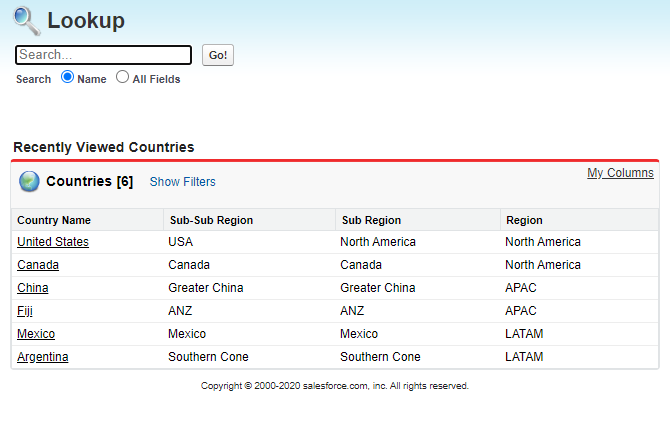 Lookup
Search...
Go!
Search Name All Fields
Recently Viewed Countries
Countries [6] Show Filters My Columns
Country Name Sub-Sub Region Sub Region Region
United States USA North America North America
Canada Canada Canada North America
China Greater China Greater China APAC
Fiji ANZ ANZ APAC
Mexico Mexico Mexico LATAM
Argentina Southern Cone Southern Cone LATAM
Copyright © 2000-2020 salesforce.com, inc. All rights reserved.